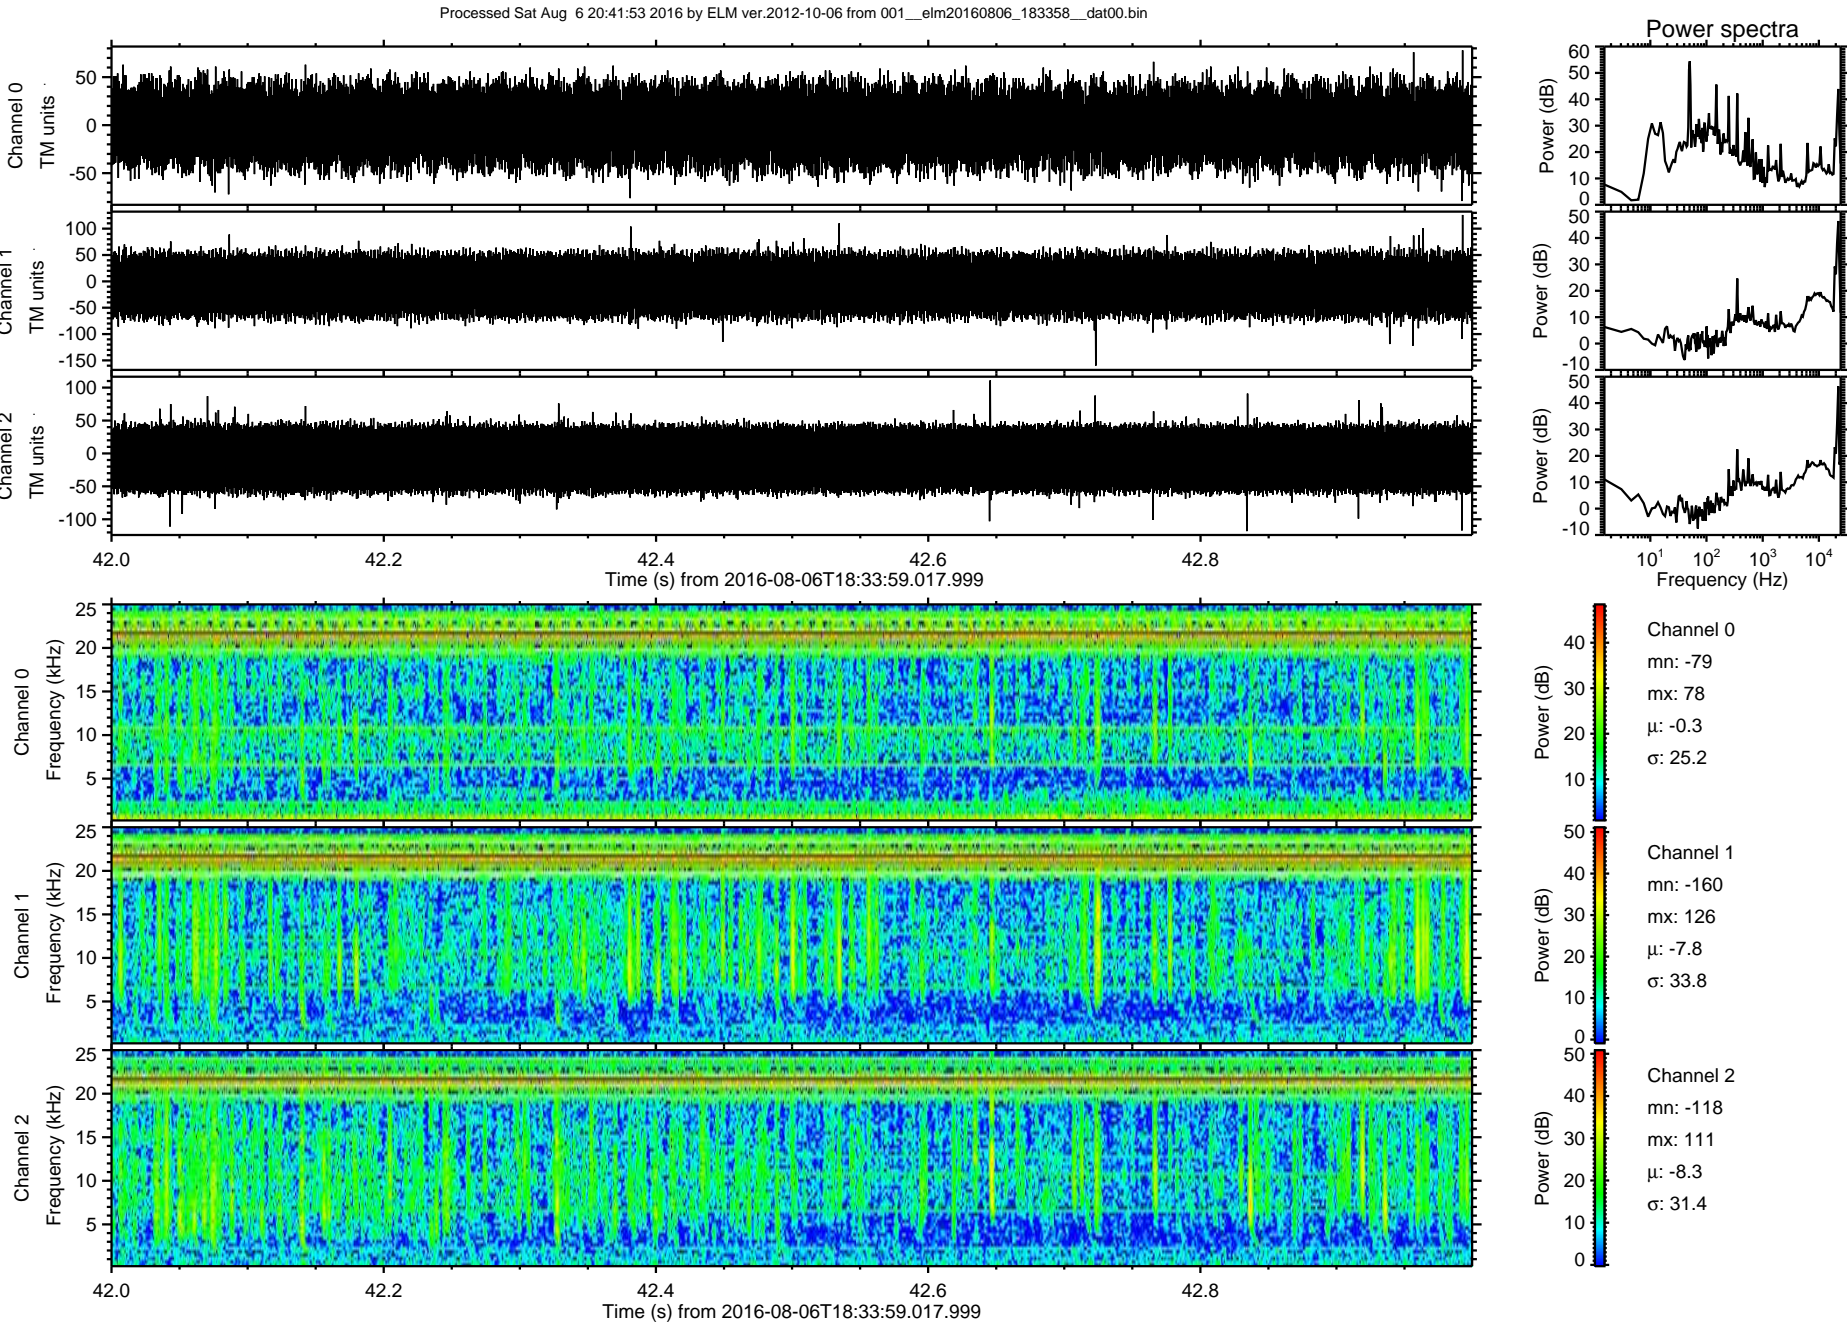 Processed Sat Aug  6 20:41:53 2016 by ELM ver.2012-10-06 from 001__elm20160806_183358__dat00.bin
Power spectra
Channel 0
TM units
50
0
-50
Power (dB)
60
50
40
30
20
10
0
Channel 1
TM units
100
50
0
-50
-100
-150
Power (dB)
50
40
30
20
10
0
-10
Channel 2
TM units
100
50
0
-50
-100
Power (dB)
50
40
30
20
10
0
-10
42.0 42.2 42.4 42.6 42.8
Time (s) from 2016-08-06T18:33:59.017.999
10^1 10^2 10^3 10^4
Frequency (Hz)
Channel 0
Frequency (kHz)
25
20
15
10
5
Power (dB)
40
30
20
10
Channel 0
mn: -79
mx: 78
μ: -0.3
σ: 25.2
Channel 1
Frequency (kHz)
25
20
15
10
5
Power (dB)
50
40
30
20
10
0
Channel 1
mn: -160
mx: 126
μ: -7.8
σ: 33.8
Channel 2
Frequency (kHz)
25
20
15
10
5
Power (dB)
50
40
30
20
10
0
Channel 2
mn: -118
mx: 111
μ: -8.3
σ: 31.4
42.0 42.2 42.4 42.6 42.8
Time (s) from 2016-08-06T18:33:59.017.999